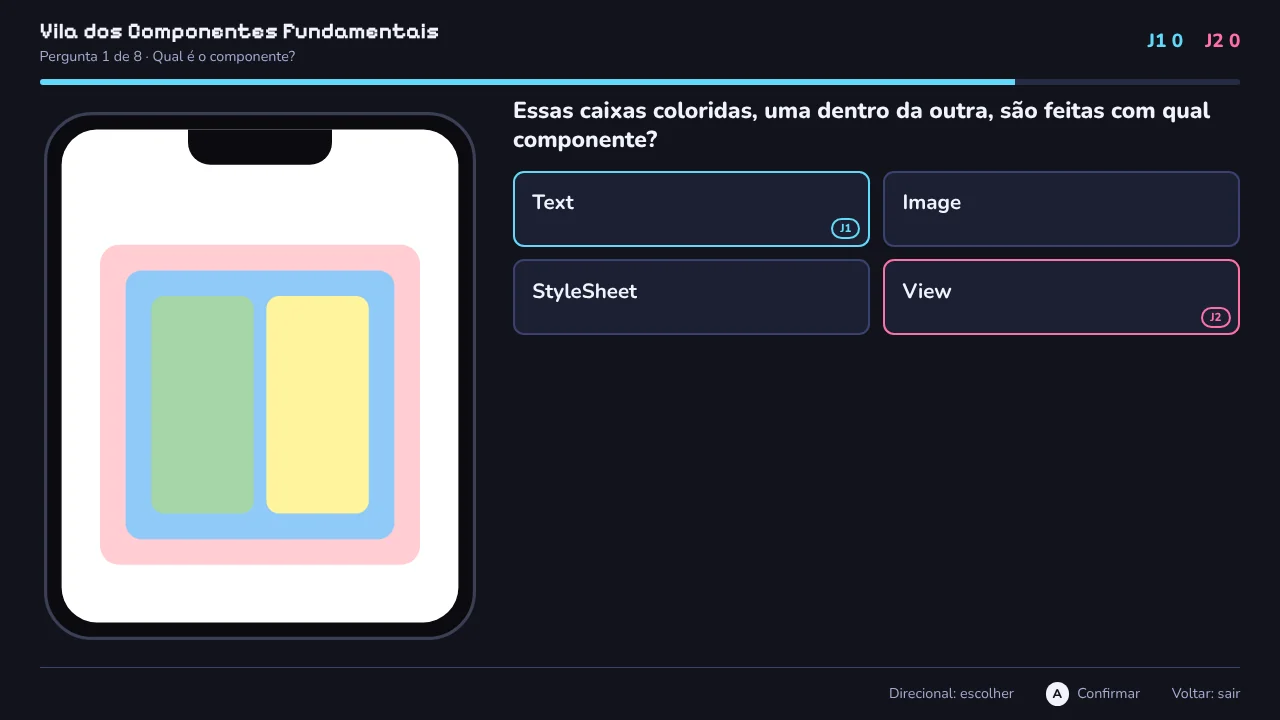 Vila dos Componentes Fundamentais
Pergunta 1 de 8 · Qual é o componente?
J1 0
J2 0
Essas caixas coloridas, uma dentro da outra, são feitas com qual
componente?
Text
J1
Image
StyleSheet
View
J2
Direcional: escolher
A Confirmar
Voltar: sair